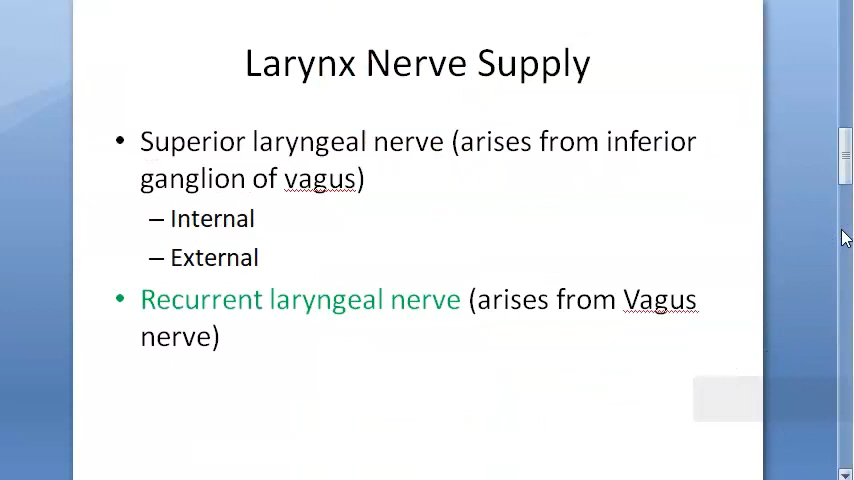 Larynx Nerve Supply
• Superior laryngeal nerve (arises from inferior
ganglion of vagus)
– Internal
– External
• Recurrent laryngeal nerve (arises from Vagus
nerve)